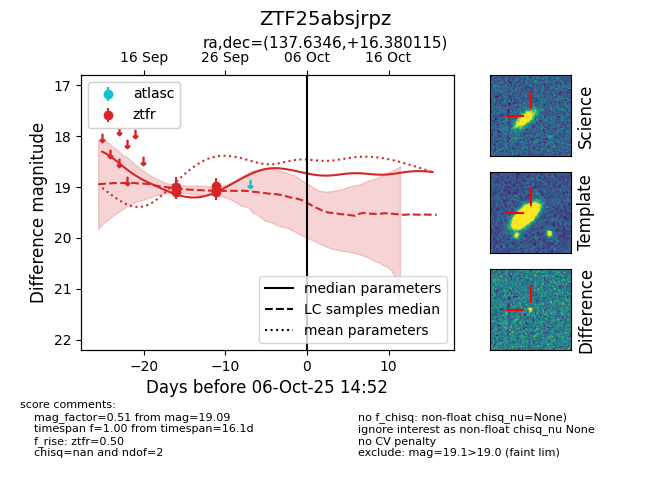 ZTF25absjrpz
ra,dec=(137.6346,+16.380115)
16 Sep 26 Sep 06 Oct 16 Oct
17
18
19
20
21
22
Difference magnitude
atlasc
ztfr
median parameters
LC samples median
mean parameters
−20 −10 0 10
Days before 06-Oct-25 14:52
Science
Template
Difference
score comments:
mag_factor=0.51 from mag=19.09
timespan f=1.00 from timespan=16.1d
f_rise: ztfr=0.50
chisq=nan and ndof=2
no f_chisq: non-float chisq_nu=None)
ignore interest as non-float chisq_nu None
no CV penalty
exclude: mag=19.1>19.0 (faint lim)